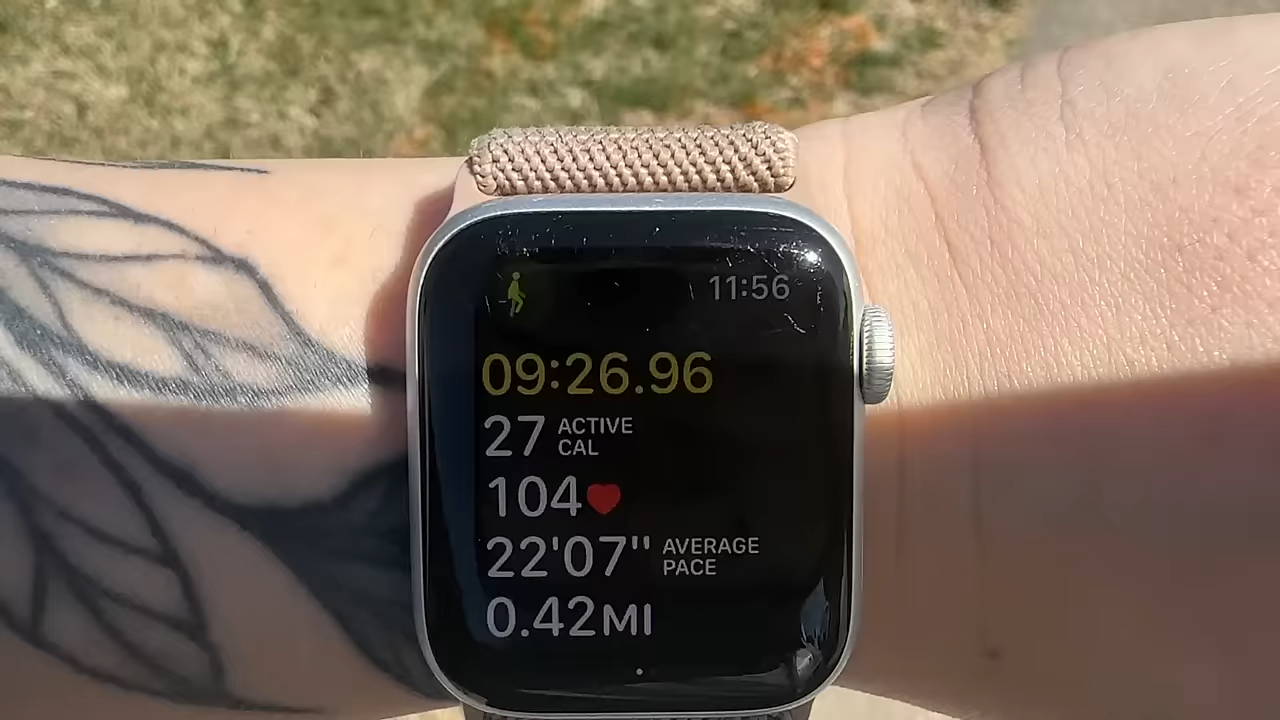 11:56
09:26.96
27 ACTIVE
CAL
104
22'07" AVERAGE
PACE
0.42MI